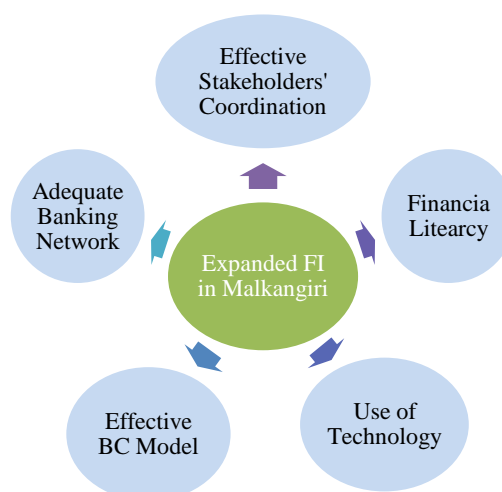 Effective
Stakeholders'
Coordination
Adequate
Banking
Network
Financia
Litearcy
Expanded FI
in Malkangiri
Effective
BC Model
Use of
Technology